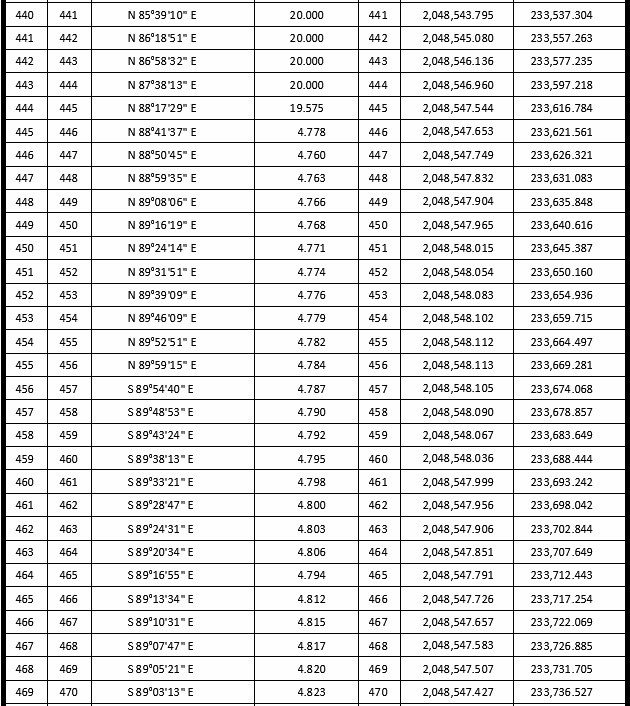 440 441 N 85°39'10" E 20.000 441 2,048,543.795 233,537.304
441 442 N 86°18'51" E 20.000 442 2,048,545.080 233,557.263
442 443 N 86°58'32" E 20.000 443 2,048,546.136 233,577.235
443 444 N 87°38'13" E 20.000 444 2,048,546.960 233,597.218
444 445 N 88°17'29" E 19.575 445 2,048,547.544 233,616.784
445 446 N 88°41'37" E 4.778 446 2,048,547.653 233,621.561
446 447 N 88°50'45" E 4.760 447 2,048,547.749 233,626.321
447 448 N 88°59'35" E 4.763 448 2,048,547.832 233,631.083
448 449 N 89°08'06" E 4.766 449 2,048,547.904 233,635.848
449 450 N 89°16'19" E 4.768 450 2,048,547.965 233,640.616
450 451 N 89°24'14" E 4.771 451 2,048,548.015 233,645.387
451 452 N 89°31'51" E 4.774 452 2,048,548.054 233,650.160
452 453 N 89°39'09" E 4.776 453 2,048,548.083 233,654.936
453 454 N 89°46'09" E 4.779 454 2,048,548.102 233,659.715
454 455 N 89°52'51" E 4.782 455 2,048,548.112 233,664.497
455 456 N 89°59'15" E 4.784 456 2,048,548.113 233,669.281
456 457 S 89°54'40" E 4.787 457 2,048,548.105 233,674.068
457 458 S 89°48'53" E 4.790 458 2,048,548.090 233,678.857
458 459 S 89°43'24" E 4.792 459 2,048,548.067 233,683.649
459 460 S 89°38'13" E 4.795 460 2,048,548.036 233,688.444
460 461 S 89°33'21" E 4.798 461 2,048,547.999 233,693.242
461 462 S 89°28'47" E 4.800 462 2,048,547.956 233,698.042
462 463 S 89°24'31" E 4.803 463 2,048,547.906 233,702.844
463 464 S 89°20'34" E 4.806 464 2,048,547.851 233,707.649
464 465 S 89°16'55" E 4.794 465 2,048,547.791 233,712.443
465 466 S 89°13'34" E 4.812 466 2,048,547.726 233,717.254
466 467 S 89°10'31" E 4.815 467 2,048,547.657 233,722.069
467 468 S 89°07'47" E 4.817 468 2,048,547.583 233,726.885
468 469 S 89°05'21" E 4.820 469 2,048,547.507 233,731.705
469 470 S 89°03'13" E 4.823 470 2,048,547.427 233,736.527